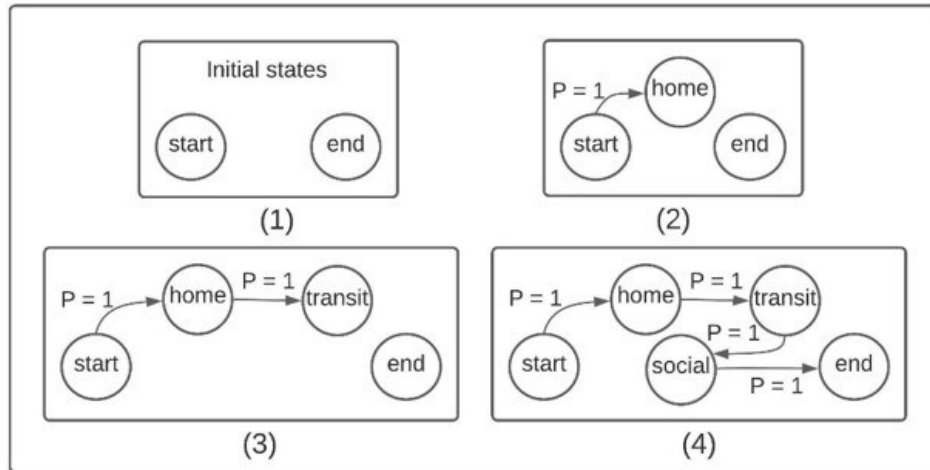 Initial states
start
end
(1)
P = 1
home
start
end
(2)
P = 1
home
P = 1
transit
start
end
(3)
P = 1
home
P = 1
transit
P = 1
start
social
P = 1
end
(4)